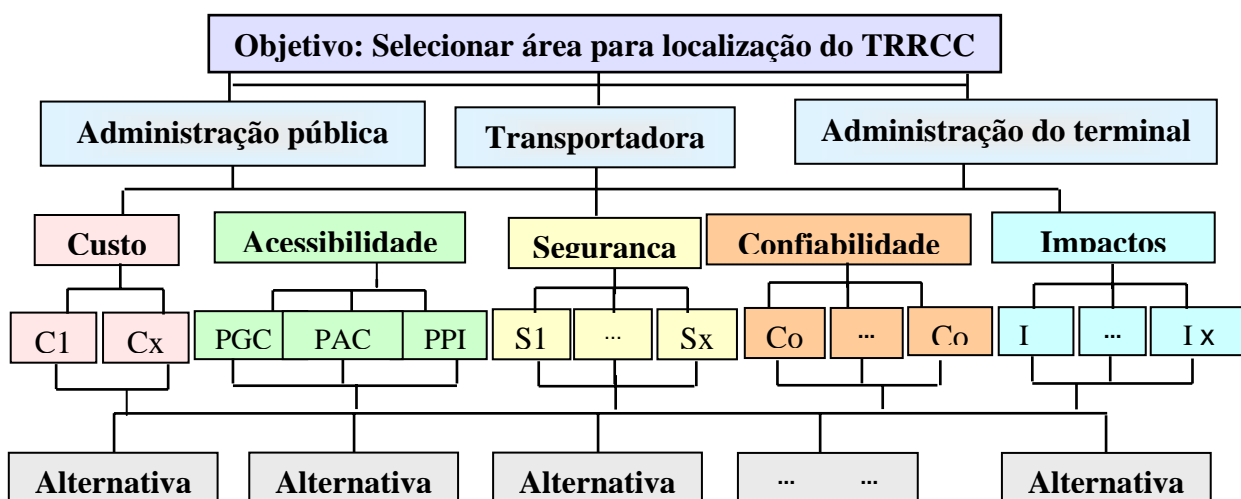 Objetivo: Selecionar área para localização do TRRCC
Administração pública
Transportadora
Administração do terminal
Custo
Acessibilidade
Segurança
Confiabilidade
Impactos
C1
Cx
PGC
PAC
PPI
S1
...
Sx
Co
...
Co
I
...
I x
Alternativa
Alternativa
Alternativa
... ...
Alternativa